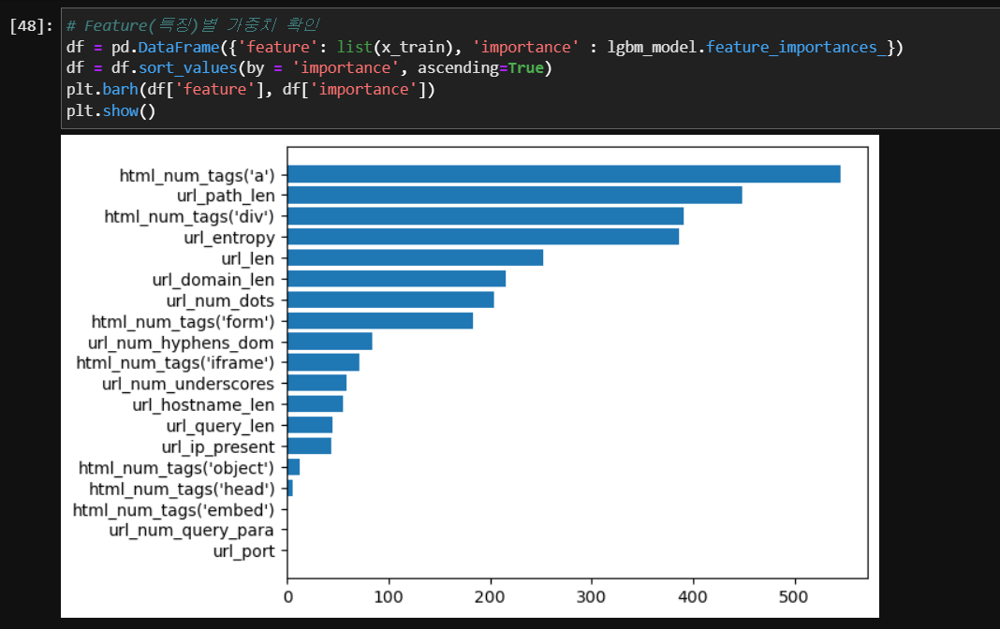 [48]: # Feature(특징)별 가중치 확인
df = pd.DataFrame({'feature': list(x_train), 'importance' : lgbm_model.feature_importances_})
df = df.sort_values(by = 'importance', ascending=True)
plt.barh(df['feature'], df['importance'])
plt.show()
html_num_tags('a')
url_path_len
html_num_tags('div')
url_entropy
url_len
url_domain_len
url_num_dots
html_num_tags('form')
url_num_hyphens_dom
html_num_tags('iframe')
url_num_underscores
url_hostname_len
url_query_len
url_ip_present
html_num_tags('object')
html_num_tags('head')
html_num_tags('embed')
url_num_query_para
url_port
0 100 200 300 400 500